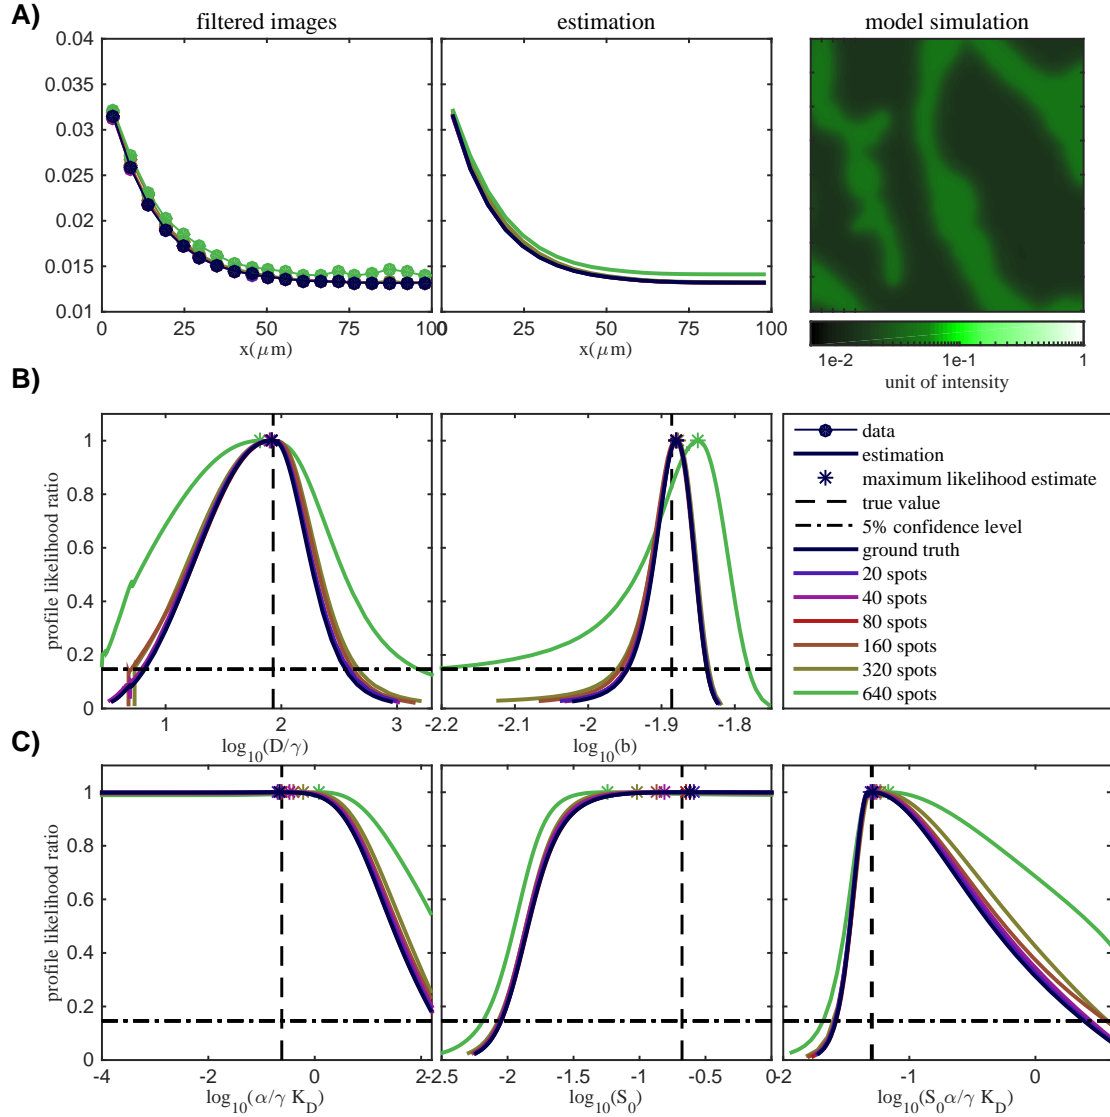 A)
filtered images
estimation
model simulation
0.04
0.035
0.03
0.025
0.02
0.015
0.01
0 25 50 75 100
x(μm)
0 25 50 75 100
x(μm)
1e-2 1e-1 1
unit of intensity
B)
profile likelihood ratio
1
0.8
0.6
0.4
0.2
0
1 2 3
log10(D/γ)
-2.2 -2.1 -2 -1.9 -1.8
log10(b)
data
estimation
maximum likelihood estimate
true value
5% confidence level
ground truth
20 spots
40 spots
80 spots
160 spots
320 spots
640 spots
C)
profile likelihood ratio
1
0.8
0.6
0.4
0.2
0
-4 -2 0 2
log10(α/γ KD)
-2.5 -2 -1.5 -1 -0.5 0
log10(S0)
-2 -1 0
log10(S0α/γ KD)